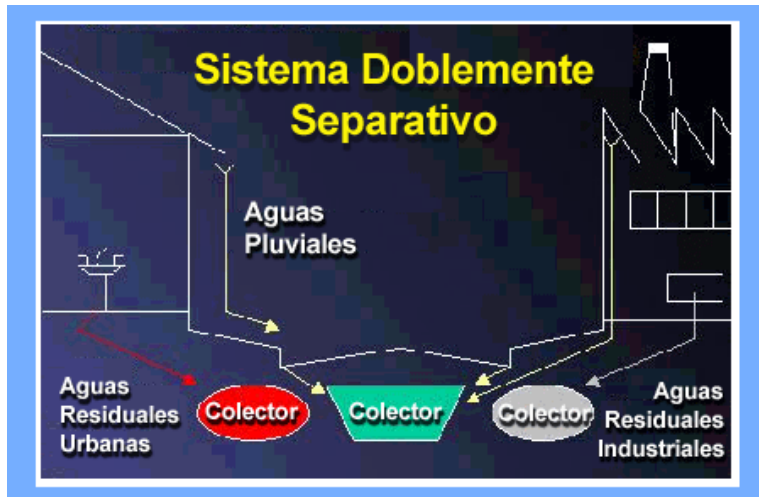 Sistema Doblemente
Separativo
Aguas
Pluviales
Aguas
Residuales
Urbanas
Colector
Colector
Colector
Aguas
Residuales
Industriales